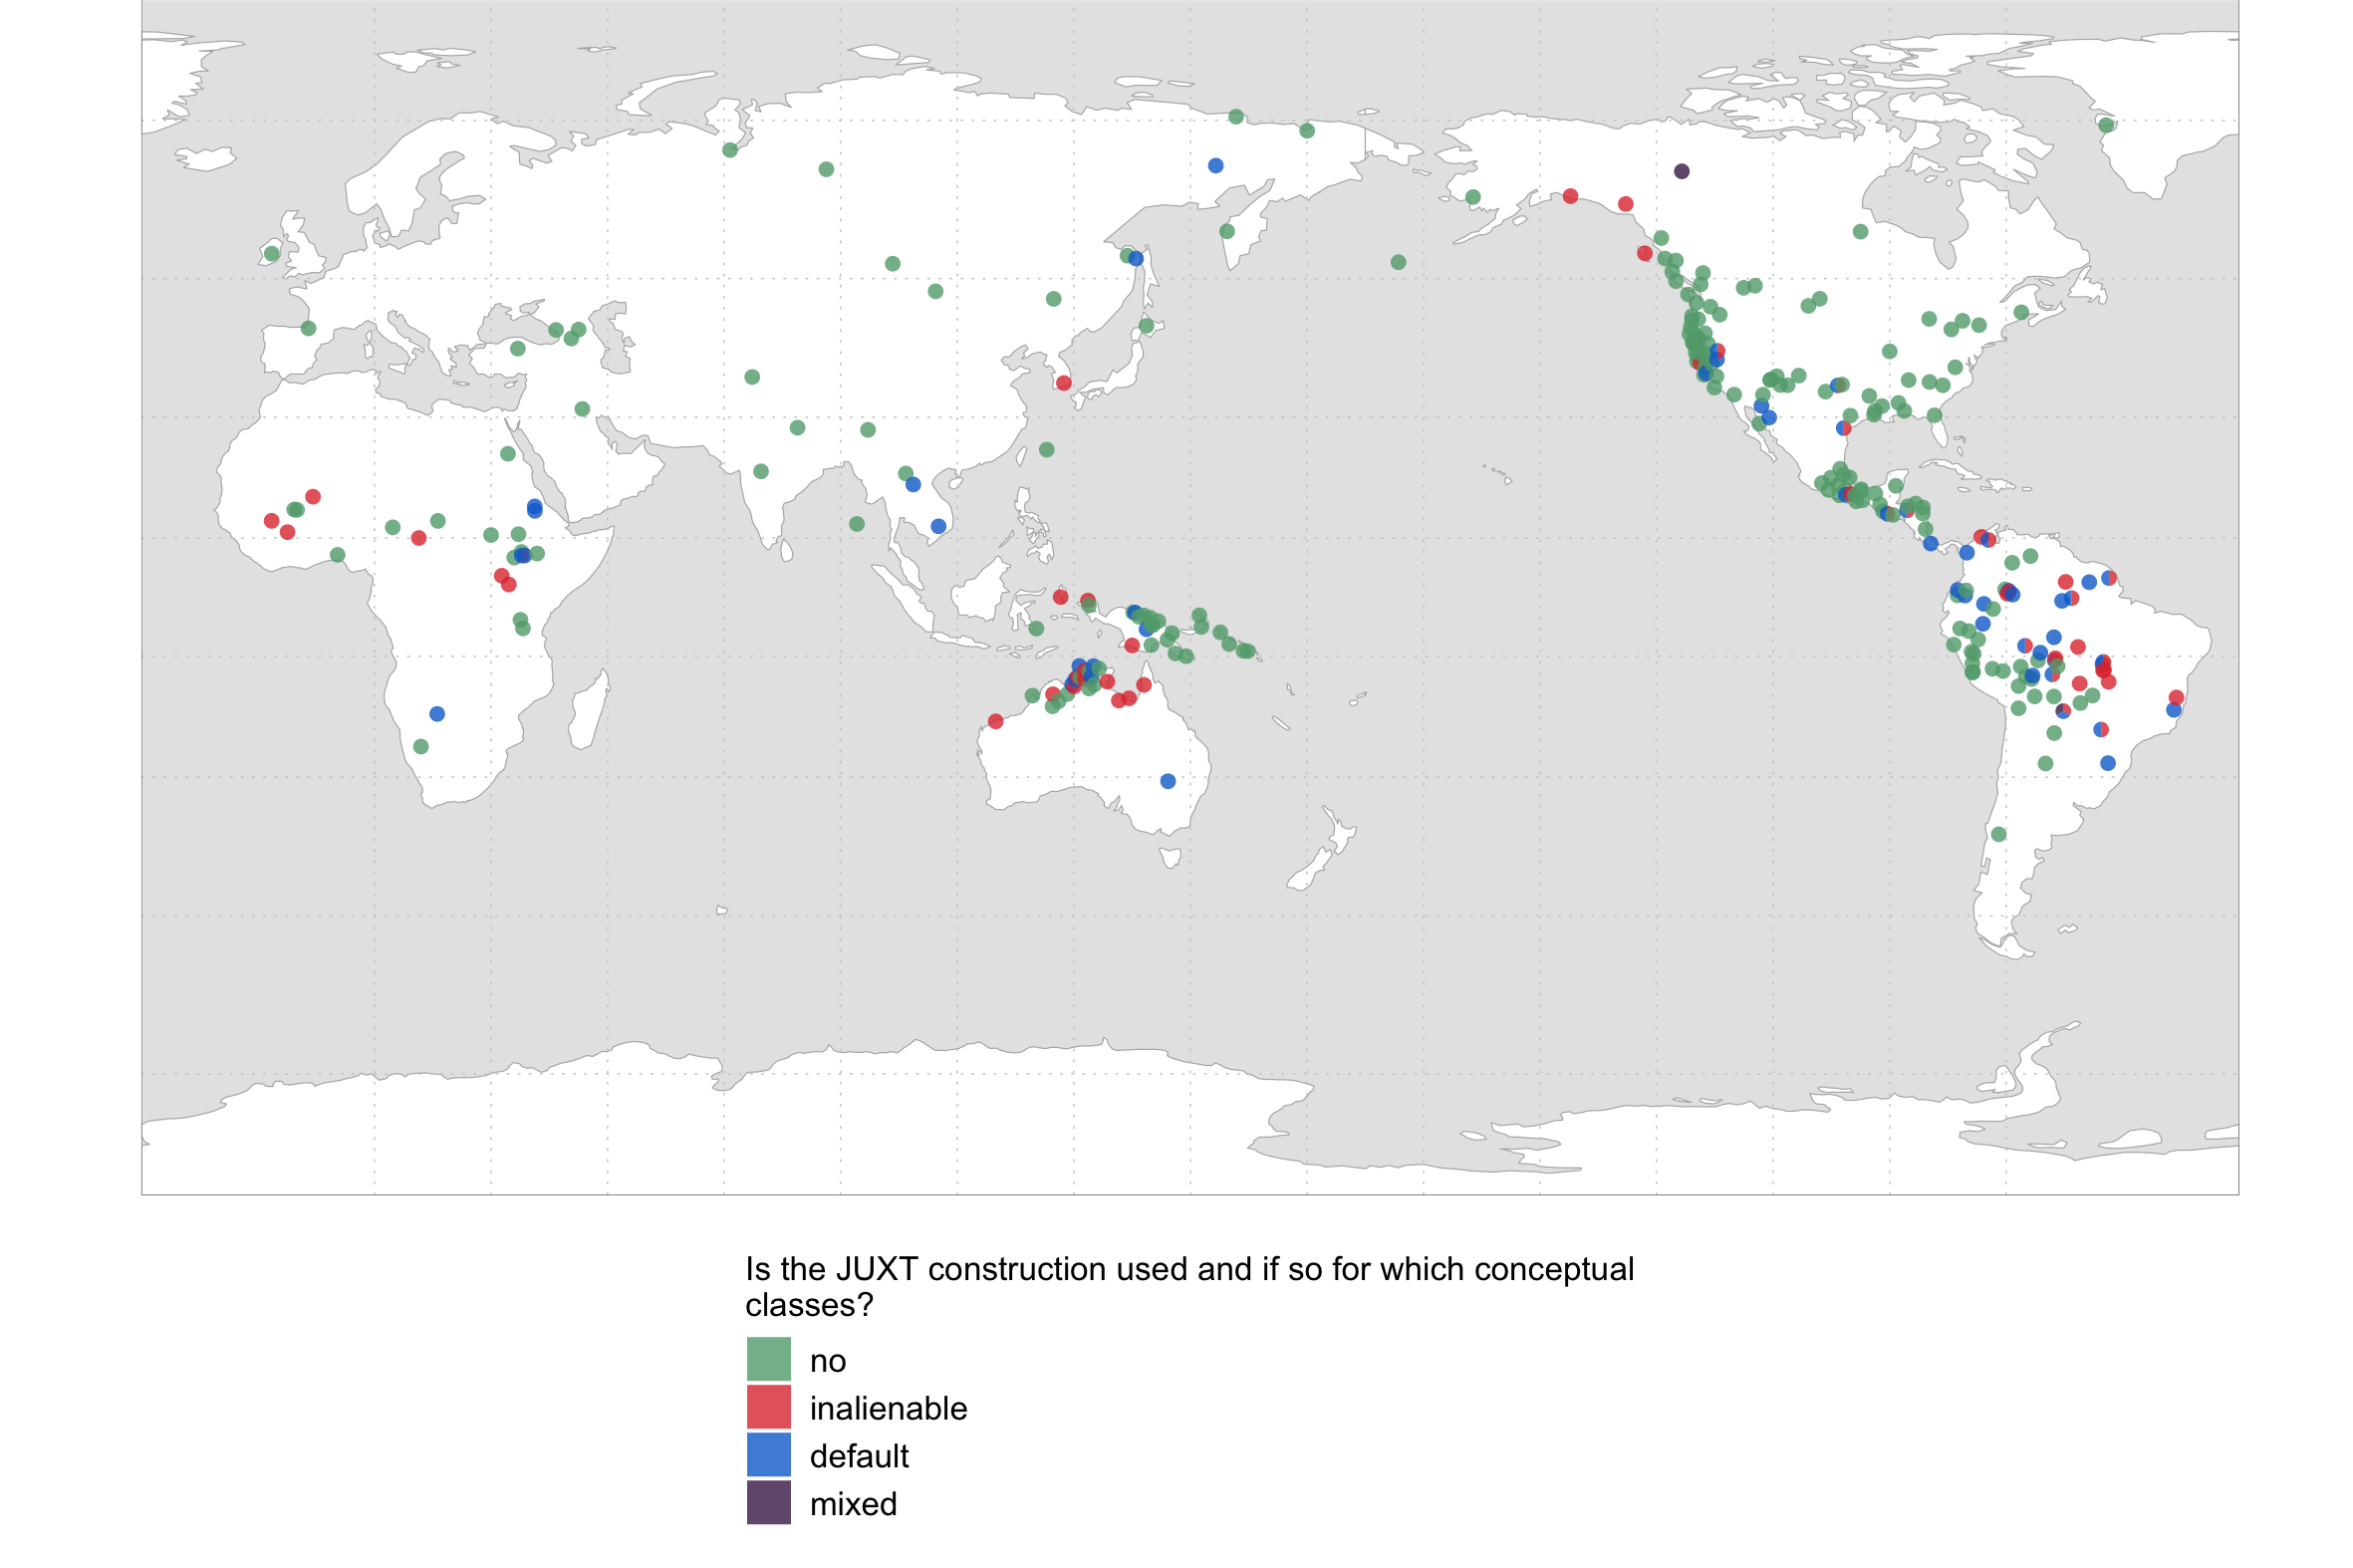 Is the JUXT construction used and if so for which conceptual
classes?
no
inalienable
default
mixed